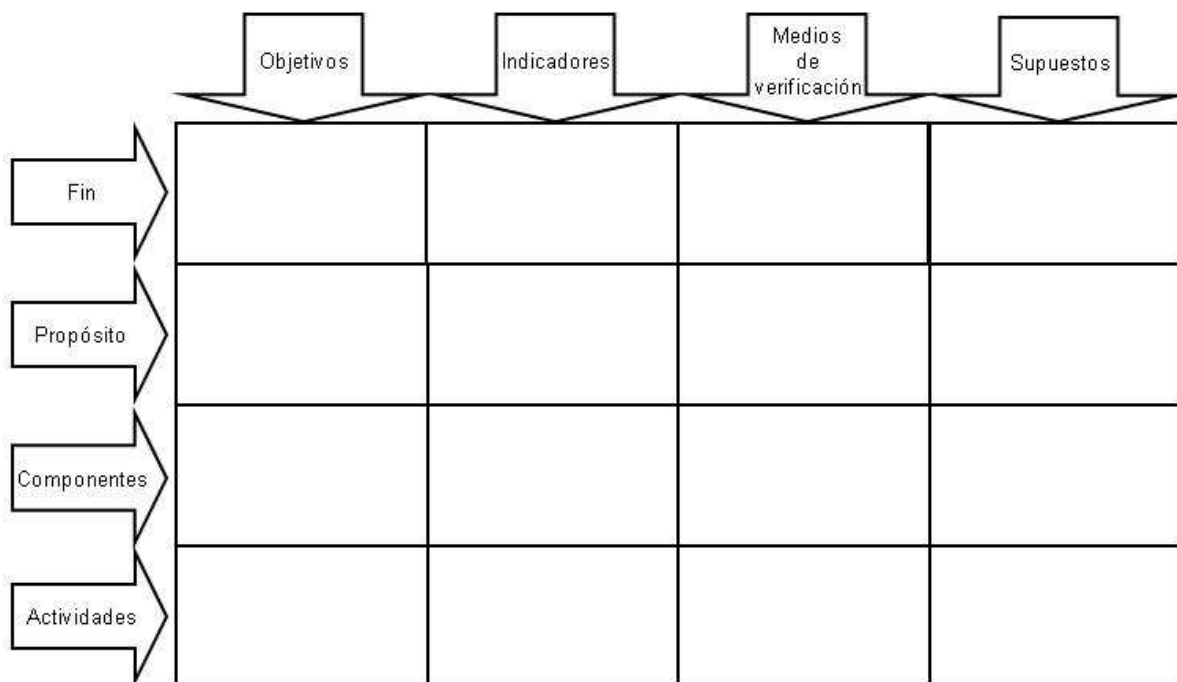 Objetivos
Indicadores
Medios
de
verificación
Supuestos
Fin
Propósito
Componentes
Actividades